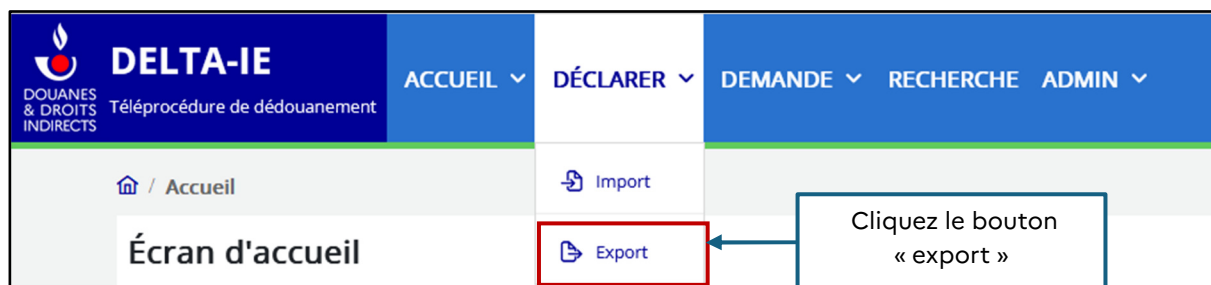 DOUANES
& DROITS
INDIRECTS
DELTA-IE
Téléprocédure de dédouanement
ACCUEIL
DÉCLARER
DEMANDE
RECHERCHE
ADMIN
/ Accueil
Import
Écran d'accueil
Export
Cliquez le bouton
« export »